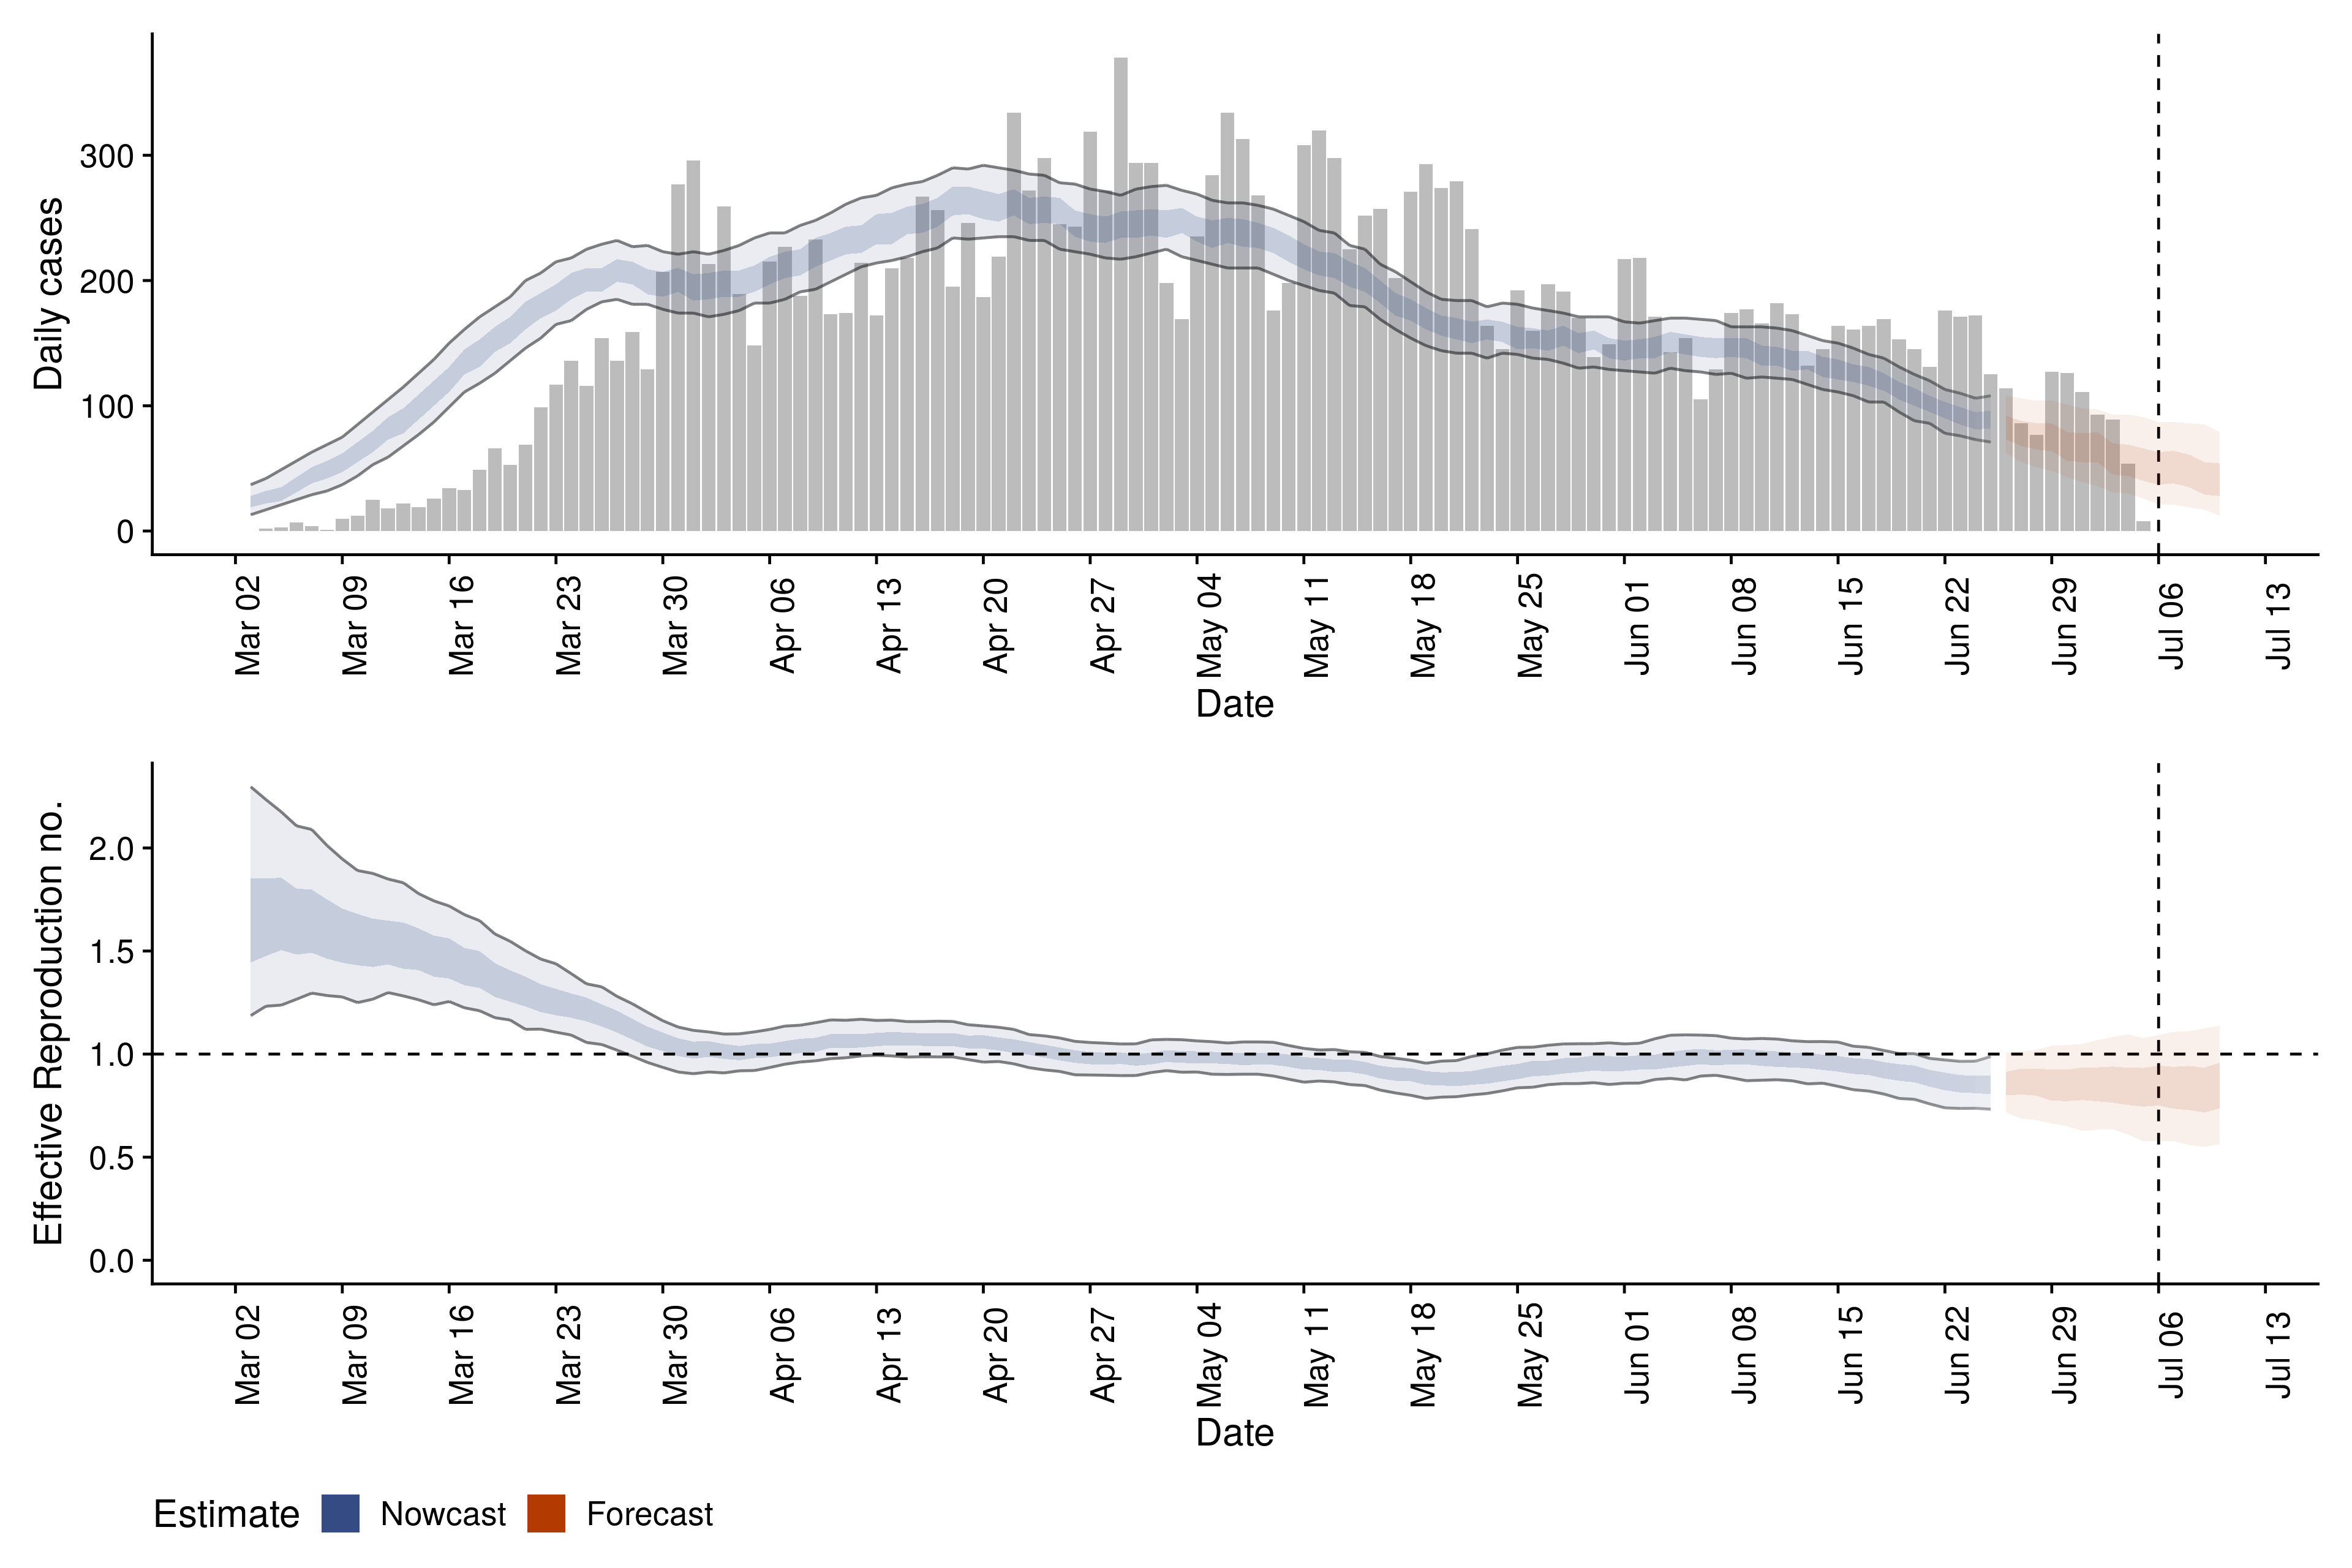 Daily cases
300
200
100
0
Mar 02
Mar 09
Mar 16
Mar 23
Mar 30
Apr 06
Apr 13
Apr 20
Apr 27
May 04
May 11
May 18
May 25
Jun 01
Jun 08
Jun 15
Jun 22
Jun 29
Jul 06
Jul 13
Date
Effective Reproduction no.
2.0
1.5
1.0
0.5
0.0
Mar 02
Mar 09
Mar 16
Mar 23
Mar 30
Apr 06
Apr 13
Apr 20
Apr 27
May 04
May 11
May 18
May 25
Jun 01
Jun 08
Jun 15
Jun 22
Jun 29
Jul 06
Jul 13
Date
Estimate Nowcast Forecast